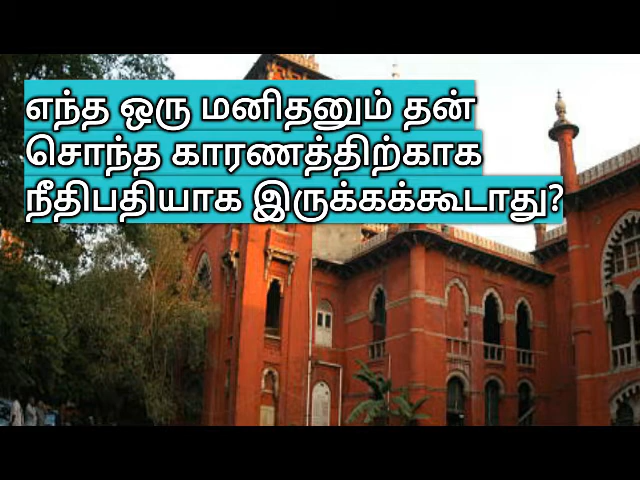 எந்த ஒரு மனிதனும் தன்
சொந்த காரணத்திற்காக
நீதிபதியாக இருக்கக்கூடாது?